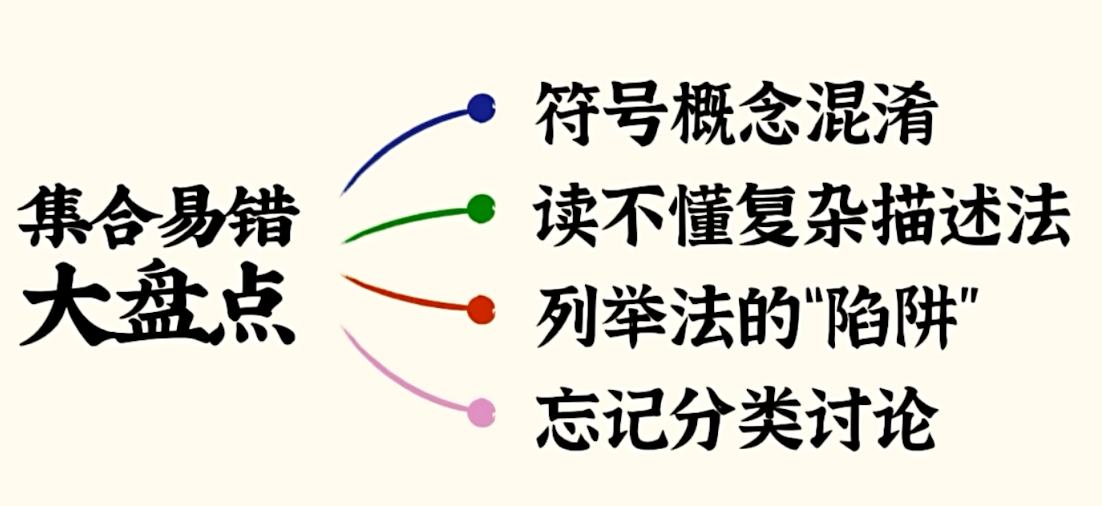 集合易错
大盘点
符号概念混淆
读不懂复杂描述法
列举法的“陷阱”
忘记分类讨论